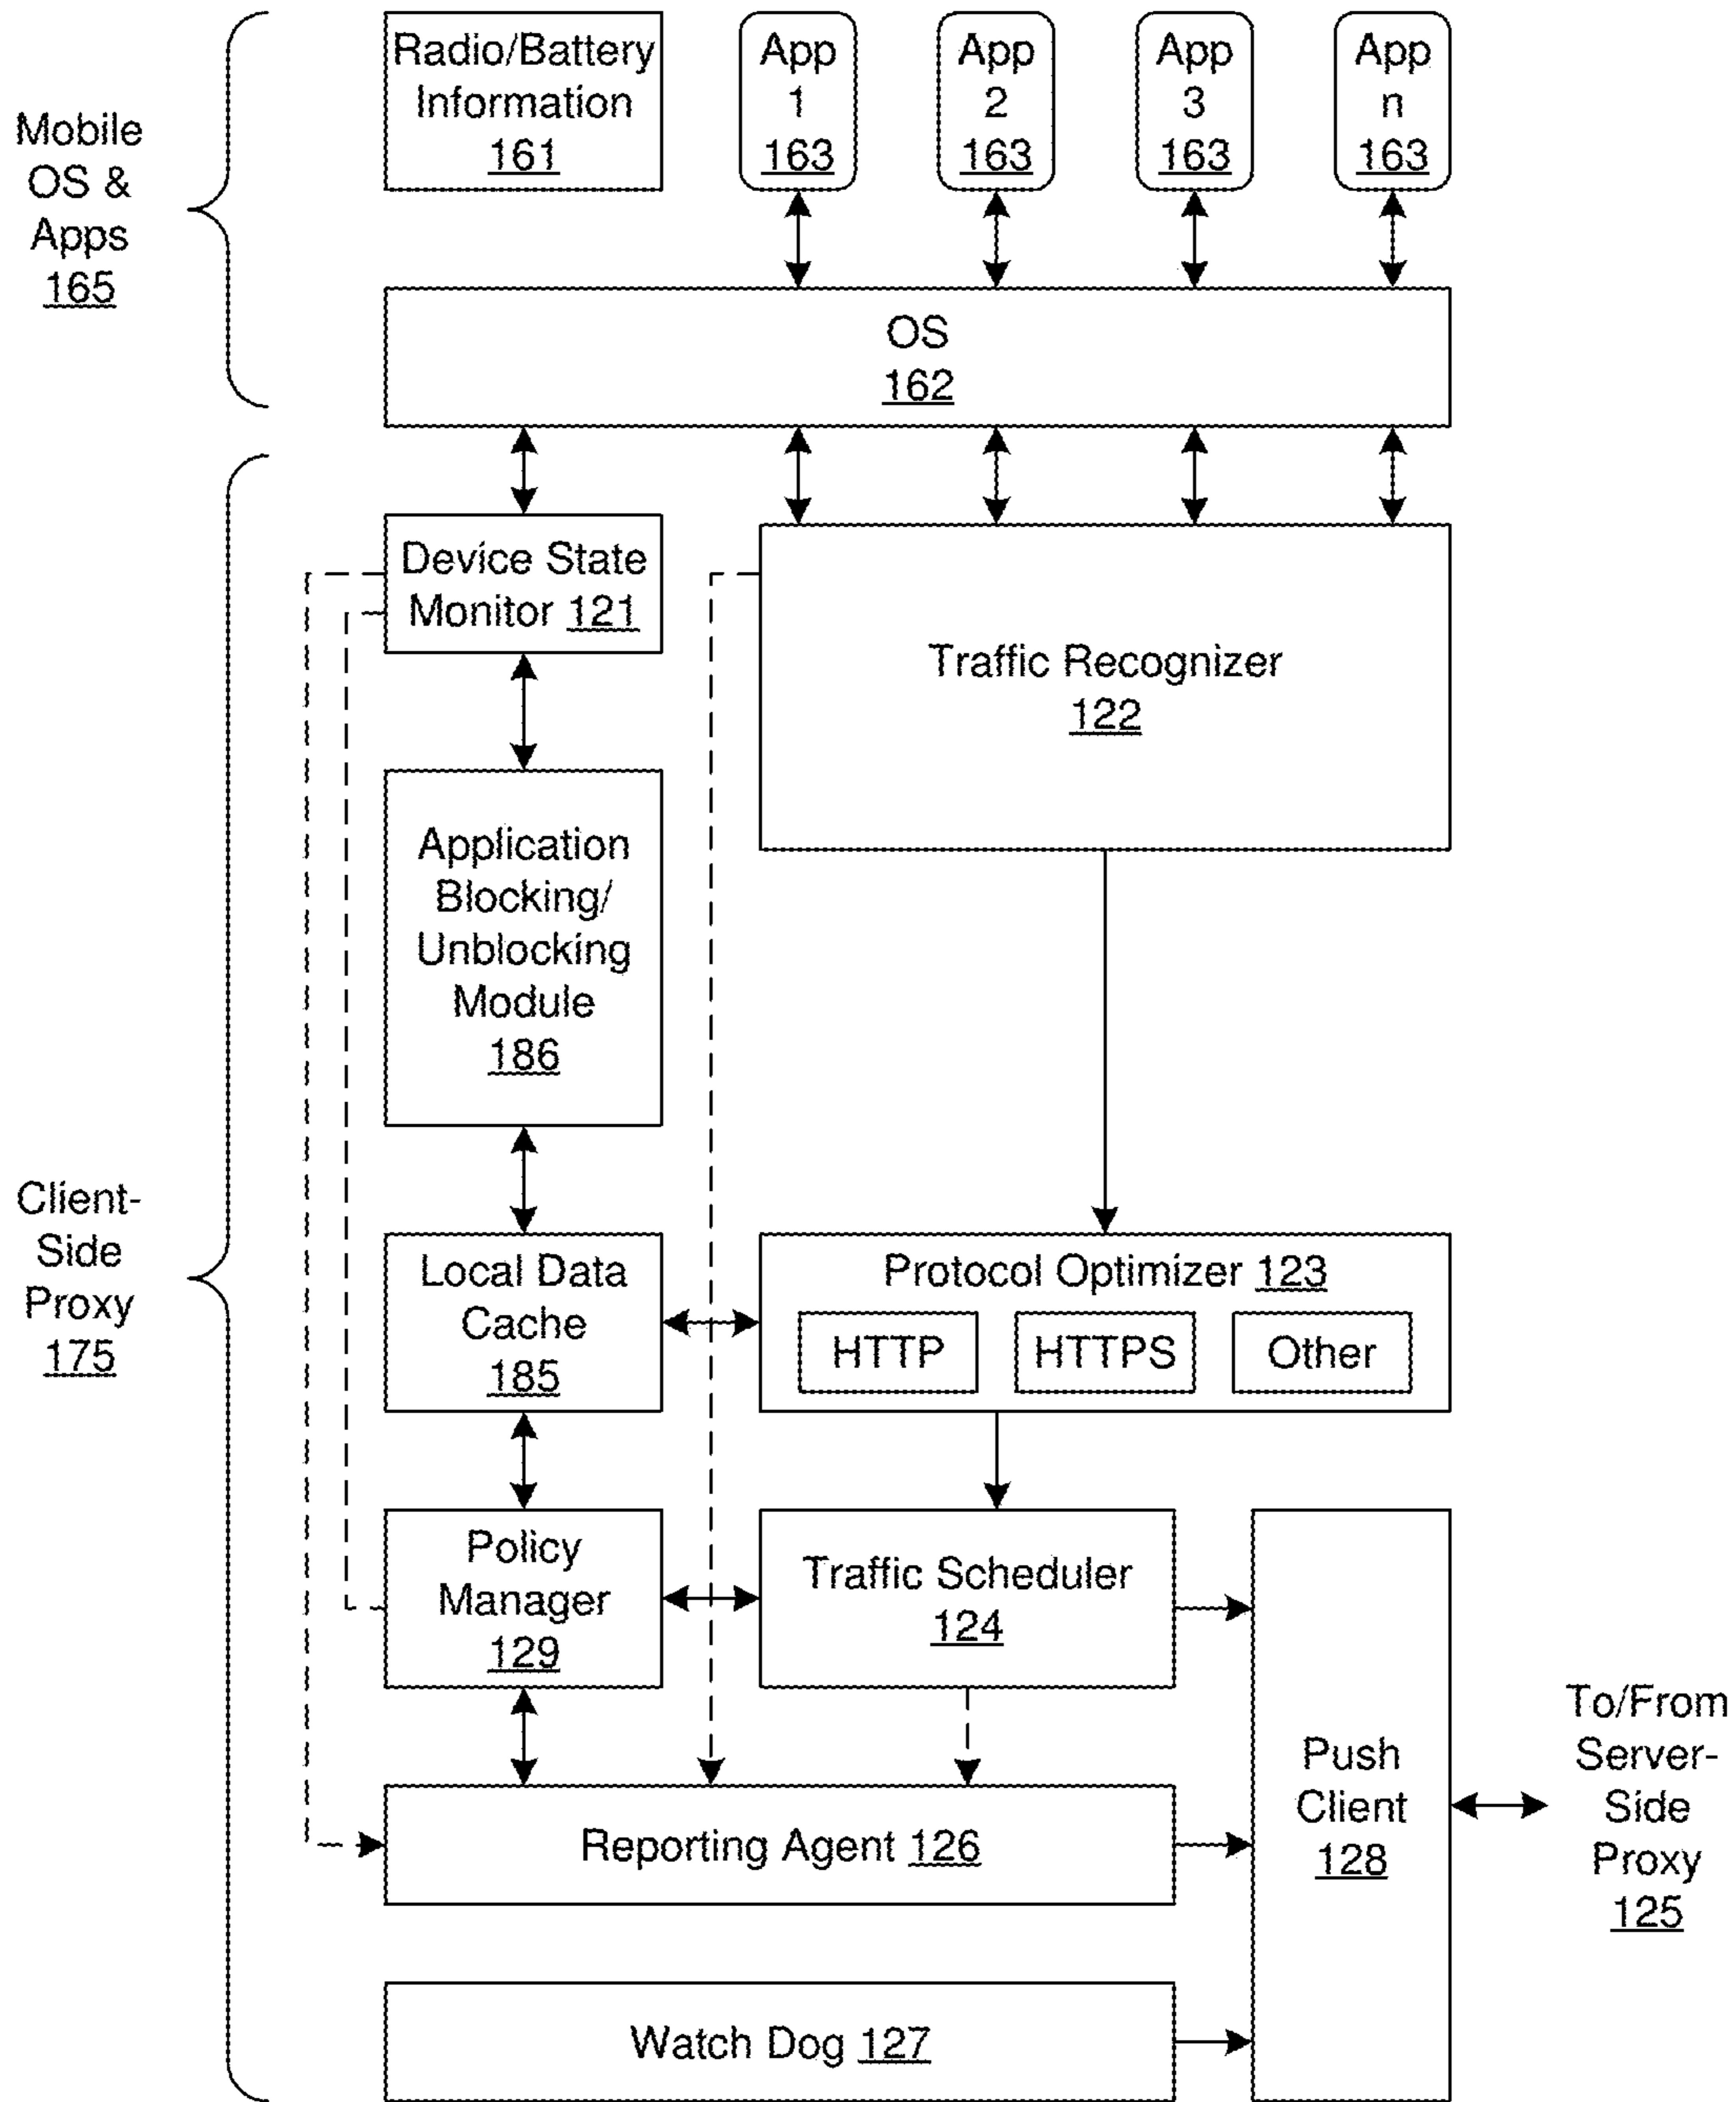 Mobile
OS &
Apps
165
Radio/Battery
Information
161
App
1
163
App
2
163
App
3
163
App
n
163
OS
162
Client-
Side
Proxy
175
Device State
Monitor 121
Traffic Recognizer
122
Application
Blocking/
Unblocking
Module
186
Local Data
Cache
185
Protocol Optimizer 123
HTTP
HTTPS
Other
Policy
Manager
129
Traffic Scheduler
124
Reporting Agent 126
Watch Dog 127
Push
Client
128
To/From
Server-
Side
Proxy
125